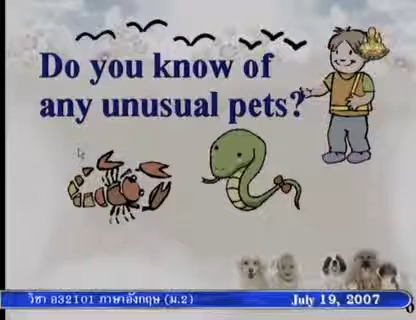 Do you know of
any unusual pets?
วิชา อ32101 ภาษาอังกฤษ (ม.2) July 19, 2007